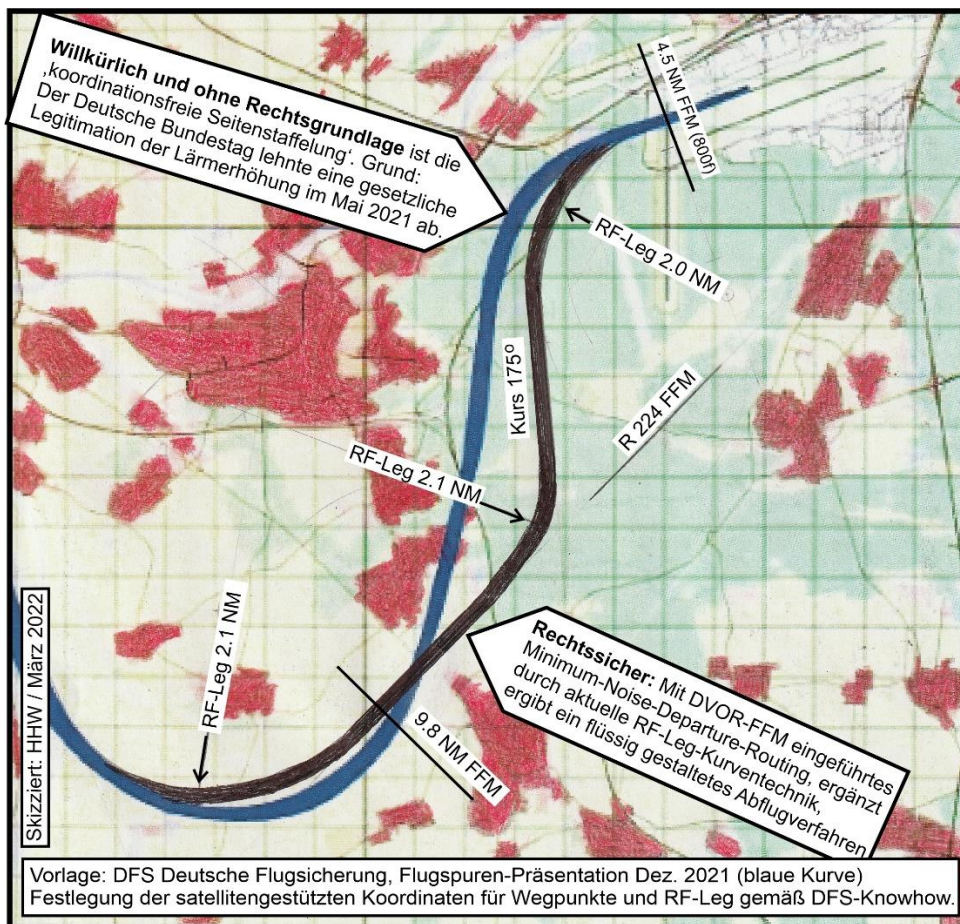 Willkürlich und ohne Rechtsgrundlage ist die
‚koordinationsfreie Seitenstaffelung‘. Grund:
Der Deutsche Bundestag lehnte eine gesetzliche
Legitimation der Lärmerhöhung im Mai 2021 ab.
4.5 NM FFM (800f)
RF-Leg 2.0 NM
Kurs 175º
R 224 FFM
RF-Leg 2.1 NM
RF-Leg 2.1 NM
9.8 NM FFM
Rechtssicher: Mit DVOR-FFM eingeführtes
Minimum-Noise-Departure-Routing, ergänzt
durch aktuelle RF-Leg-Kurventechnik,
ergibt ein flüssig gestaltetes Abflugverfahren
Skizziert: HHW / März 2022
Vorlage: DFS Deutsche Flugsicherung, Flugspuren-Präsentation Dez. 2021 (blaue Kurve)
Festlegung der satellitengestützten Koordinaten für Wegpunkte und RF-Leg gemäß DFS-Knowhow.